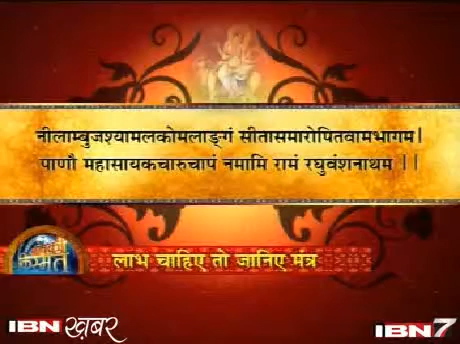 नीलाम्बुजश्यामलकोमलाङ्गं सीतासमारोपितवामभागम।
पाणौ महासायकचारुचापं नमामि रामं रघुवंशनाथम ।।
लाभ चाहिए तो जानिए मंत्र
IBN ख़बर
IBN7